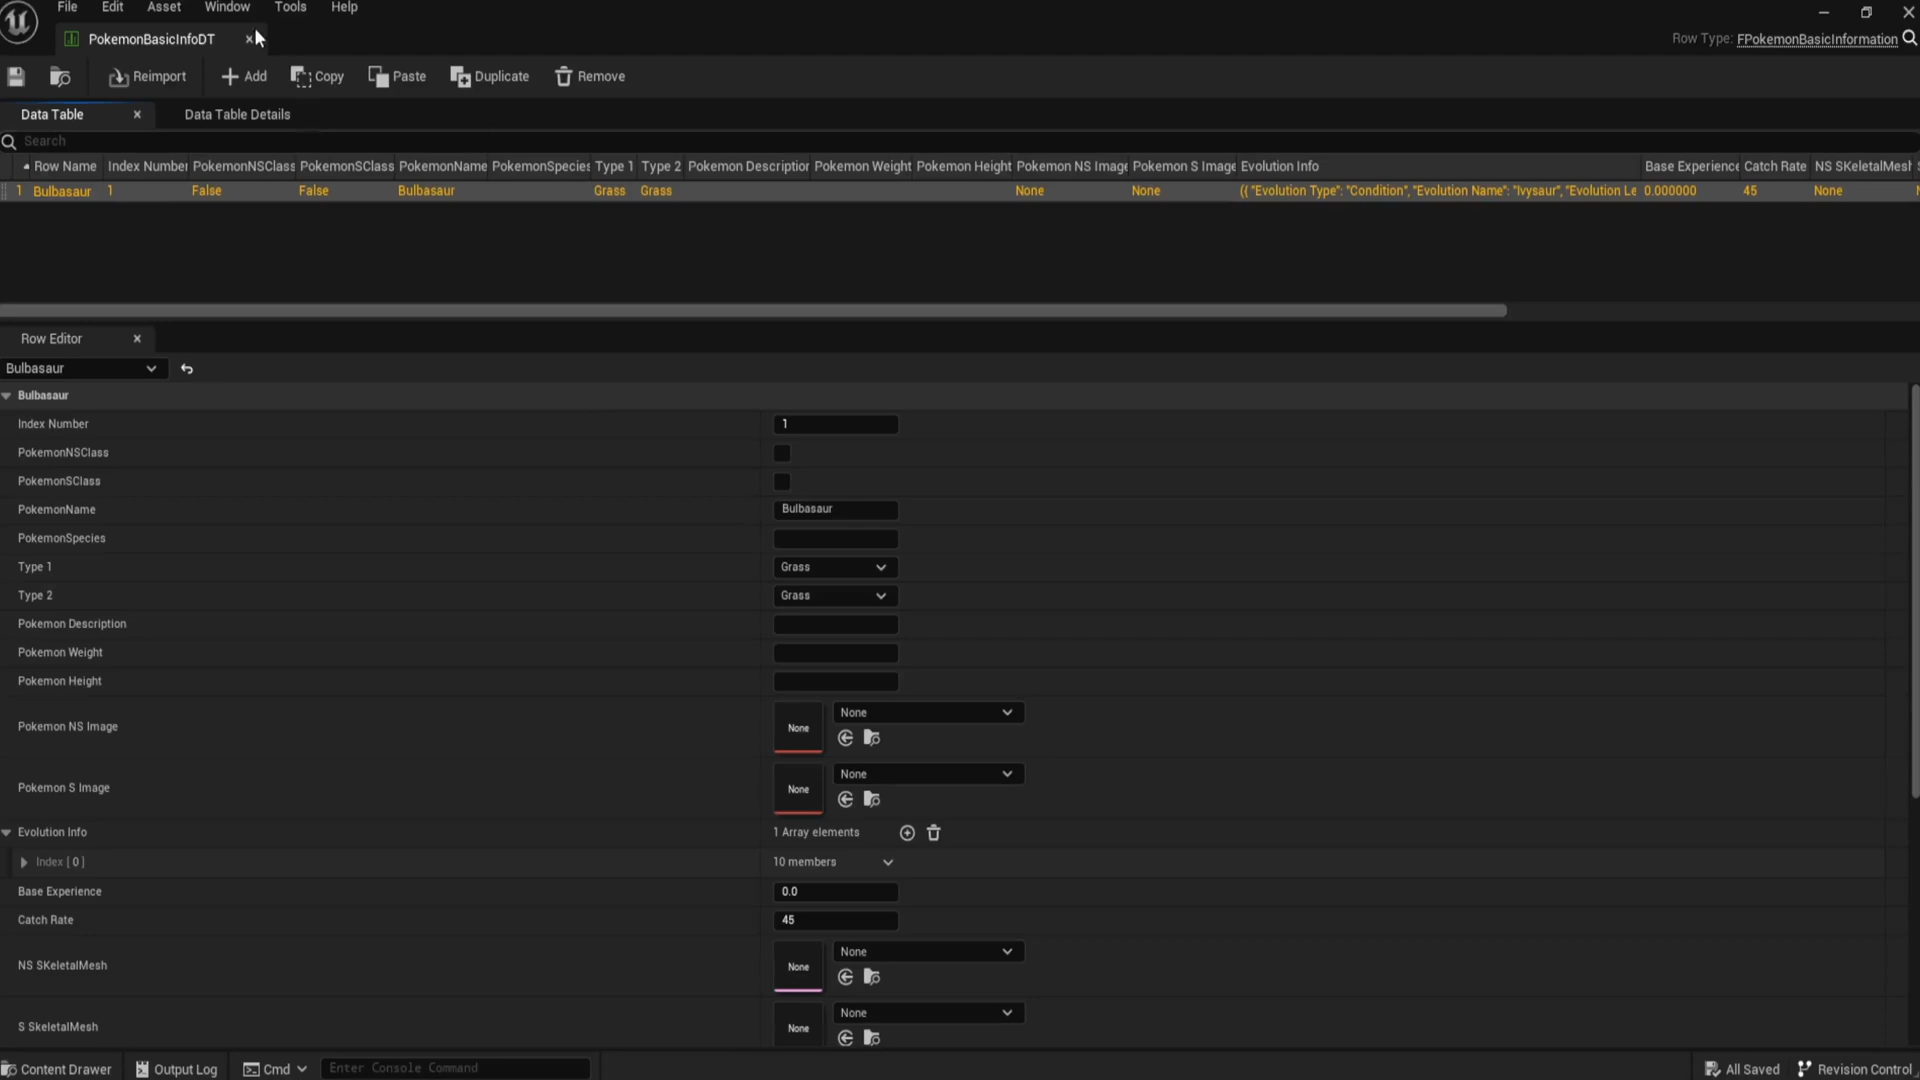 File Edit Asset Window Tools Help
PokemonBasicInfoDT
Row Type: FPokemonBasicInformation
Reimport Add Copy Paste Duplicate Remove
Data Table Data Table Details
Search
Row Name Index Number PokemonNSClass PokemonSClass PokemonName PokemonSpecies Type 1 Type 2 Pokemon Description Pokemon Weight Pokemon Height Pokemon NS Image Pokemon S Image Evolution Info Base Experience Catch Rate NS SKeletalMesh
1 Bulbasaur 1 False False Bulbasaur Grass Grass None None (( "Evolution Type": "Condition", "Evolution Name": "Ivysaur", "Evolution Le 0.000000 45 None
Row Editor
Bulbasaur
Bulbasaur
Index Number 1
PokemonNSClass
PokemonSClass
PokemonName Bulbasaur
PokemonSpecies
Type 1 Grass
Type 2 Grass
Pokemon Description
Pokemon Weight
Pokemon Height
Pokemon NS Image None None
Pokemon S Image None None
Evolution Info 1 Array elements
Index [ 0 ] 10 members
Base Experience 0.0
Catch Rate 45
NS SKeletalMesh None None
S SkeletalMesh None None
Content Drawer Output Log Cmd Enter Console Command All Saved Revision Control